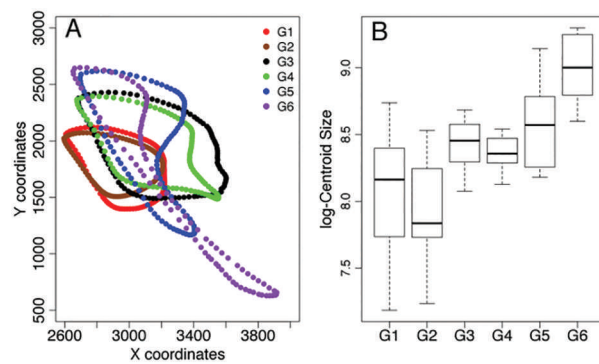 A
G1
G2
G3
G4
G5
G6
Y coordinates
500 1000 1500 2000 2500 3000
2600 3000 3400 3800
X coordinates
B
log-Centroid Size
7.5 8.0 8.5 9.0
G1 G2 G3 G4 G5 G6